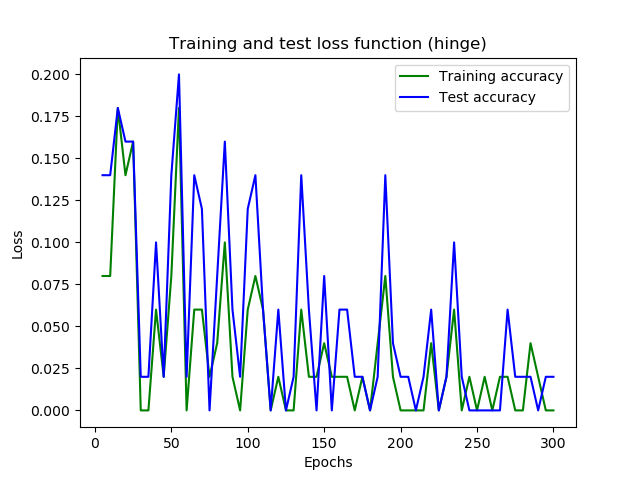 Training and test loss function (hinge)
Training accuracy
Test accuracy
0.200
0.175
0.150
0.125
0.100
0.075
0.050
0.025
0.000
Loss
0 50 100 150 200 250 300
Epochs